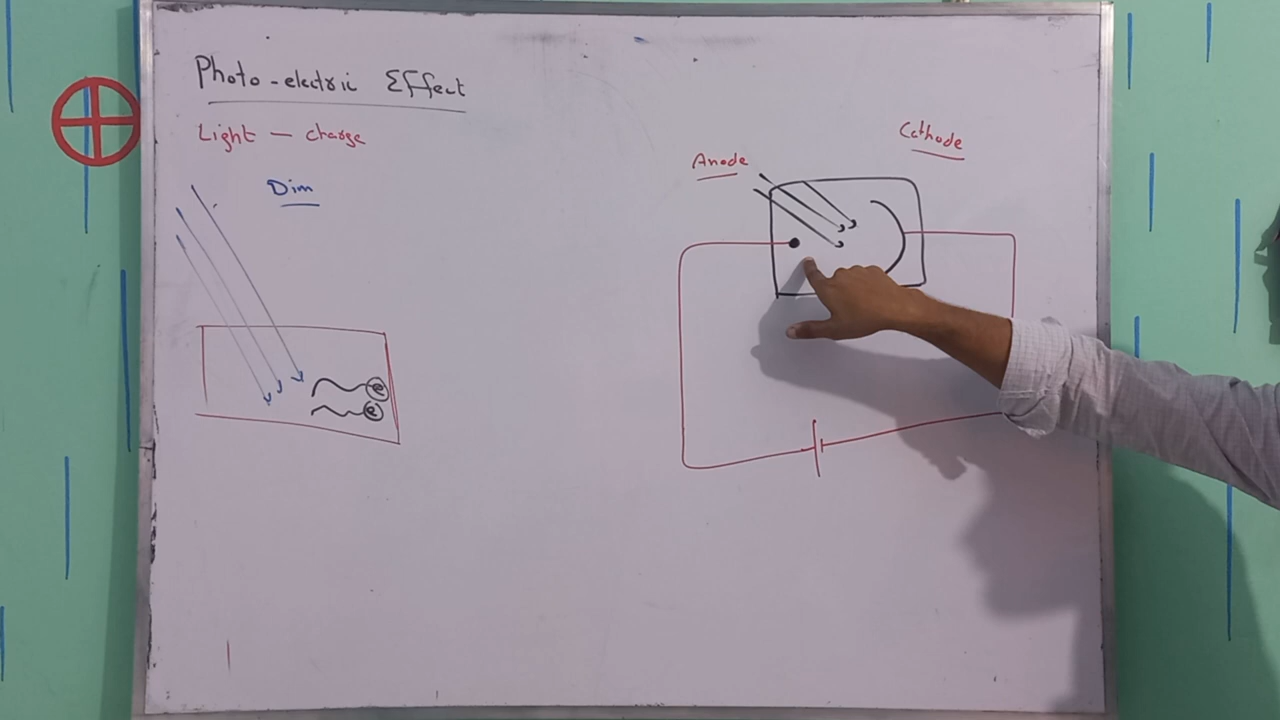 Photo-electric Effect
Light — charge
Dim
e
e
Anode
Cathode